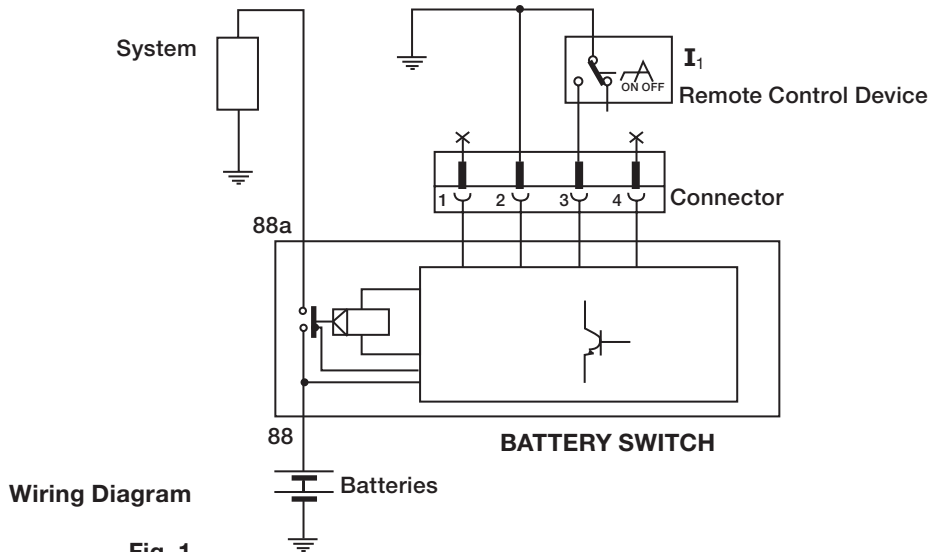 System
I1
ON OFF
Remote Control Device
1 2 3 4
Connector
88a
88
BATTERY SWITCH
Batteries
Wiring Diagram
Fig. 1